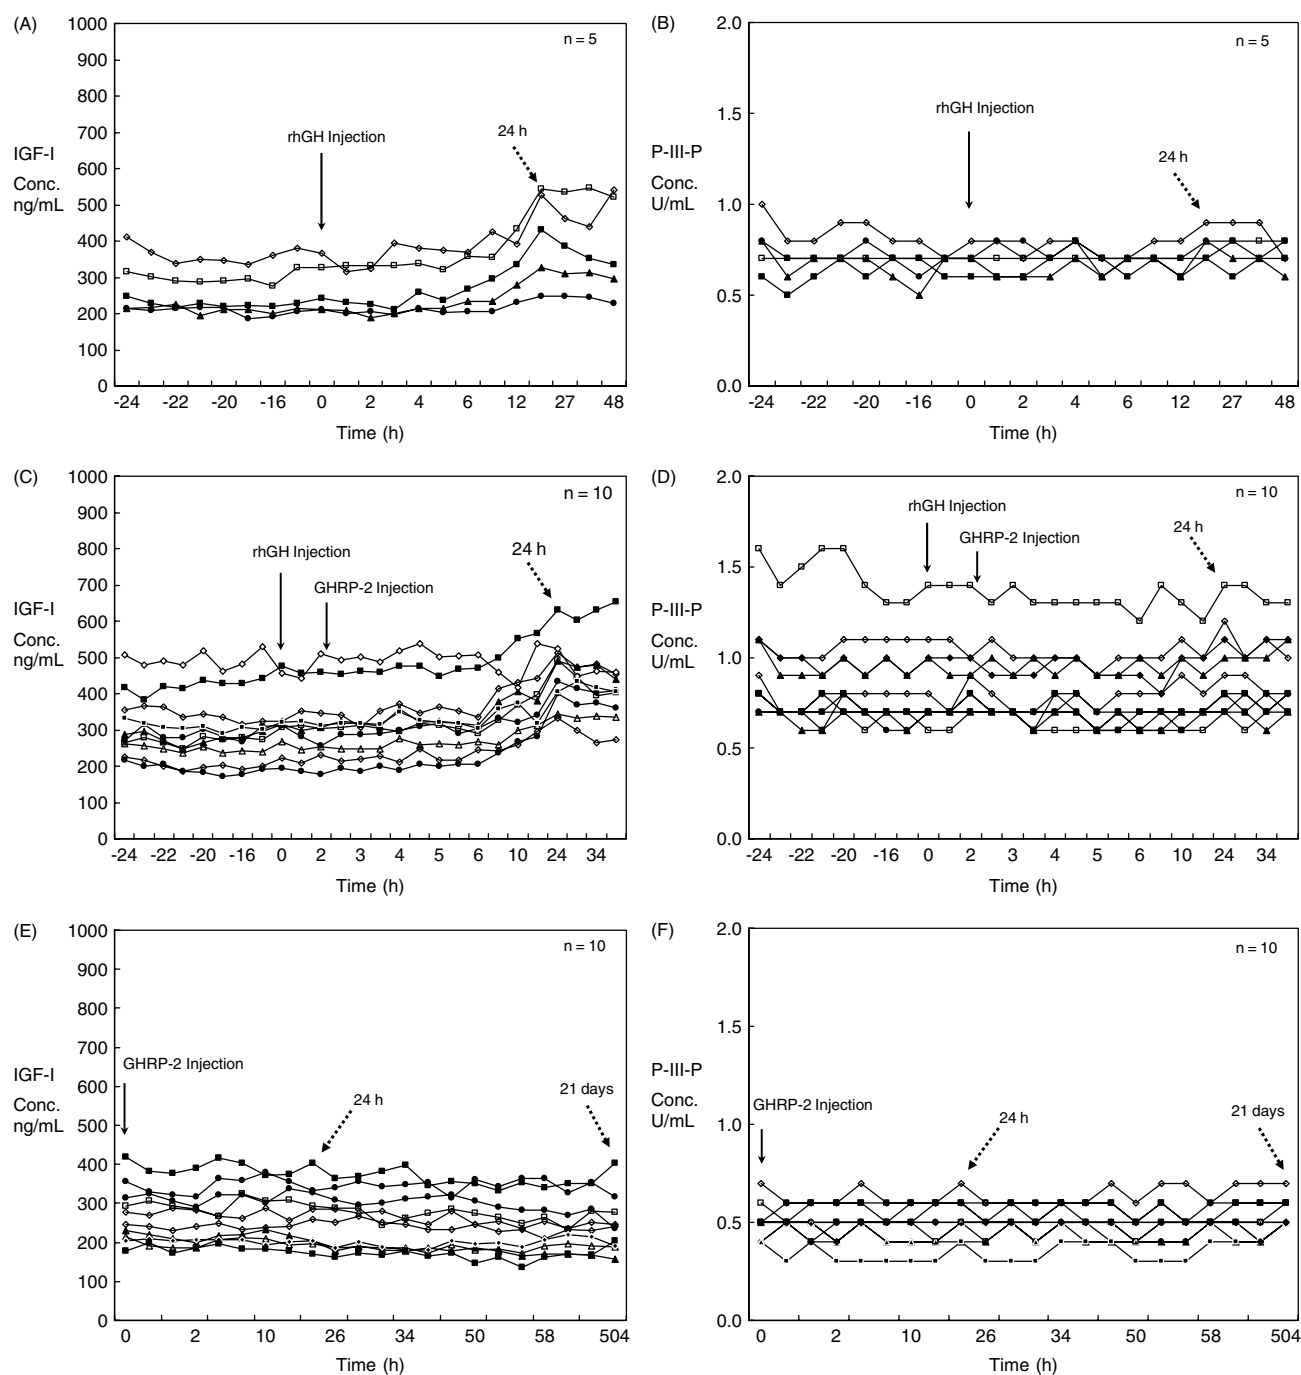 (A)
1000
900
800
700
600
500
400
300
200
100
0
IGF-I
Conc.
ng/mL
n = 5
rhGH Injection
24 h
-24 -22 -20 -16 0 2 4 6 12 27 48
Time (h)
(B)
2.0
1.5
1.0
0.5
0.0
P-III-P
Conc.
U/mL
n = 5
rhGH Injection
24 h
-24 -22 -20 -16 0 2 4 6 12 27 48
Time (h)
(C)
1000
900
800
700
600
500
400
300
200
100
0
IGF-I
Conc.
ng/mL
n = 10
rhGH Injection
GHRP-2 Injection
24 h
-24 -22 -20 -16 0 2 3 4 5 6 10 24 34
Time (h)
(D)
2.0
1.5
1.0
0.5
0.0
P-III-P
Conc.
U/mL
n = 10
rhGH Injection
GHRP-2 Injection
24 h
-24 -22 -20 -16 0 2 3 4 5 6 10 24 34
Time (h)
(E)
1000
900
800
700
600
500
400
300
200
100
0
IGF-I
Conc.
ng/mL
n = 10
GHRP-2 Injection
24 h
21 days
0 2 10 26 34 50 58 504
Time (h)
(F)
2.0
1.5
1.0
0.5
0.0
P-III-P
Conc.
U/mL
n = 10
GHRP-2 Injection
24 h
21 days
0 2 10 26 34 50 58 504
Time (h)